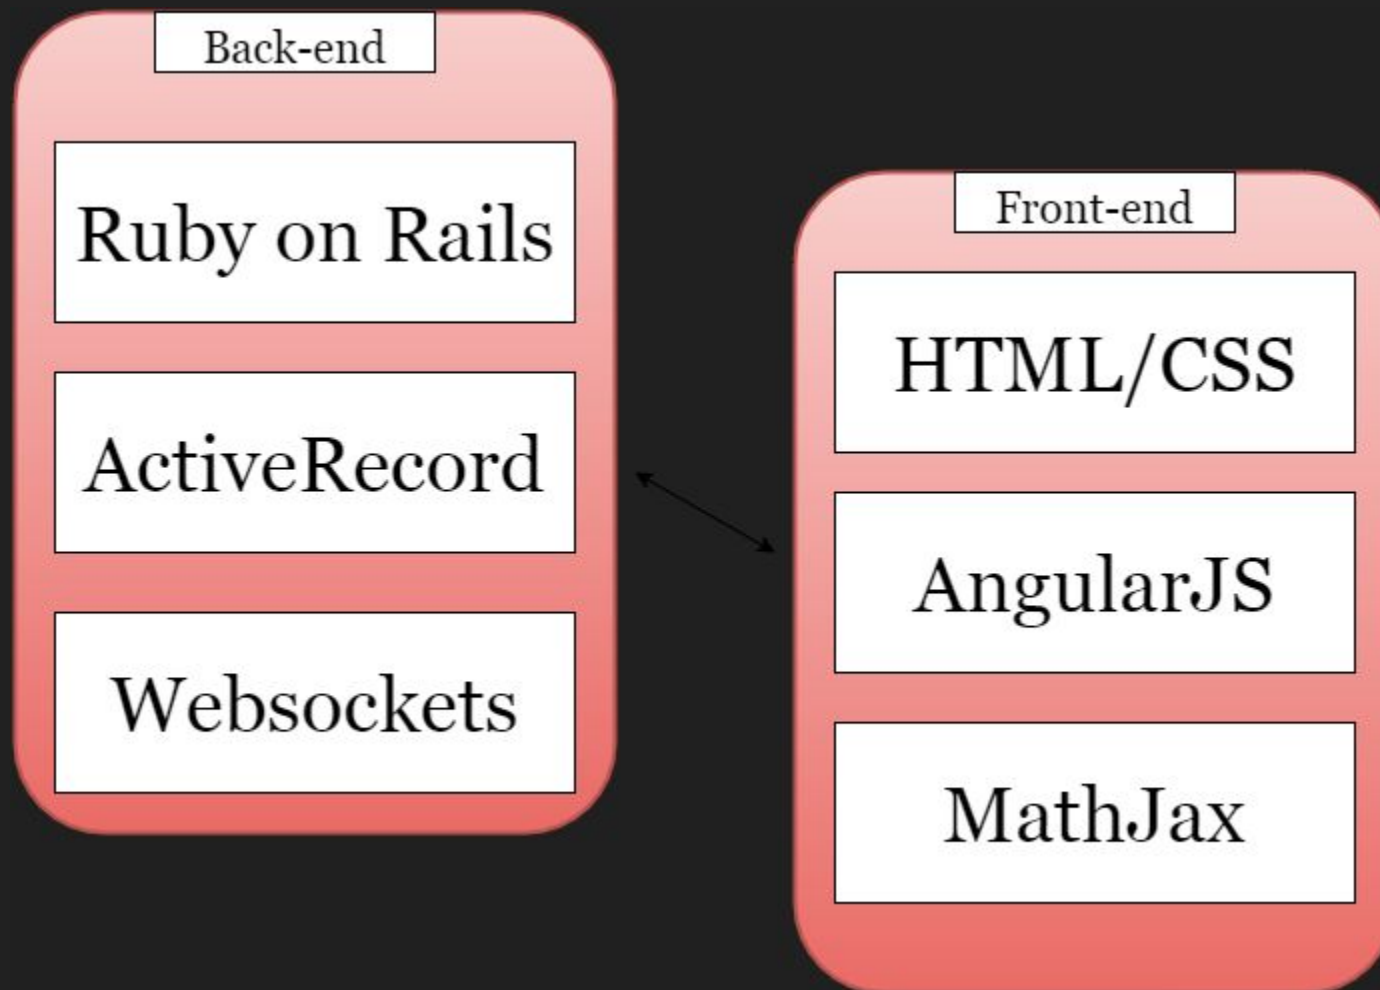 Back-end
Ruby on Rails
ActiveRecord
Websockets
Front-end
HTML/CSS
AngularJS
MathJax